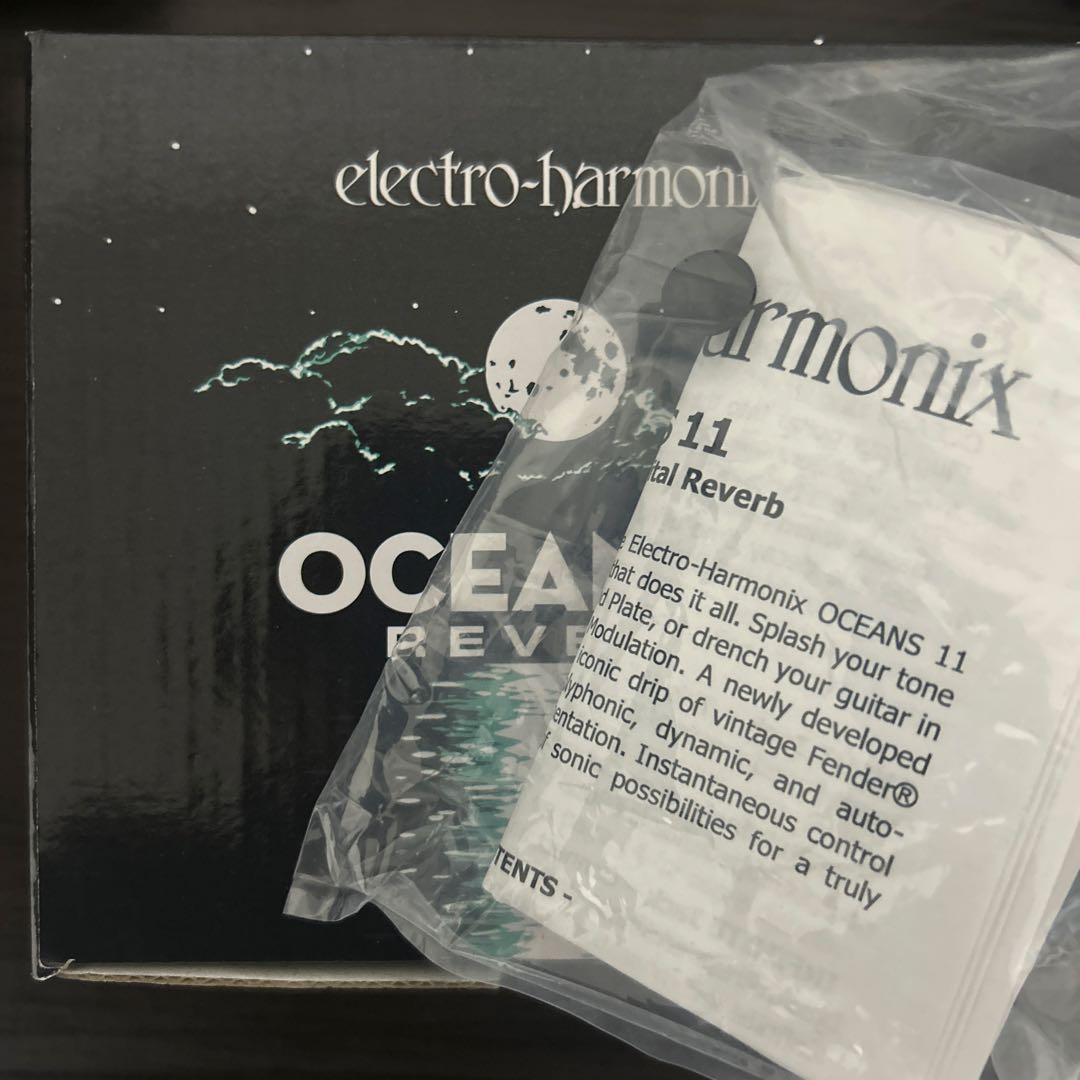 electro-harmoni
OCEAN
REVE
armonix
S 11
tal Reverb
e Electro-Harmonix OCEANS 11
that does it all. Splash your tone
d Plate, or drench your guitar in
Modulation. A newly developed
iconic drip of vintage Fender®
lyphonic, dynamic, and auto-
entation. Instantaneous control
f sonic possibilities for a truly
TENTS -